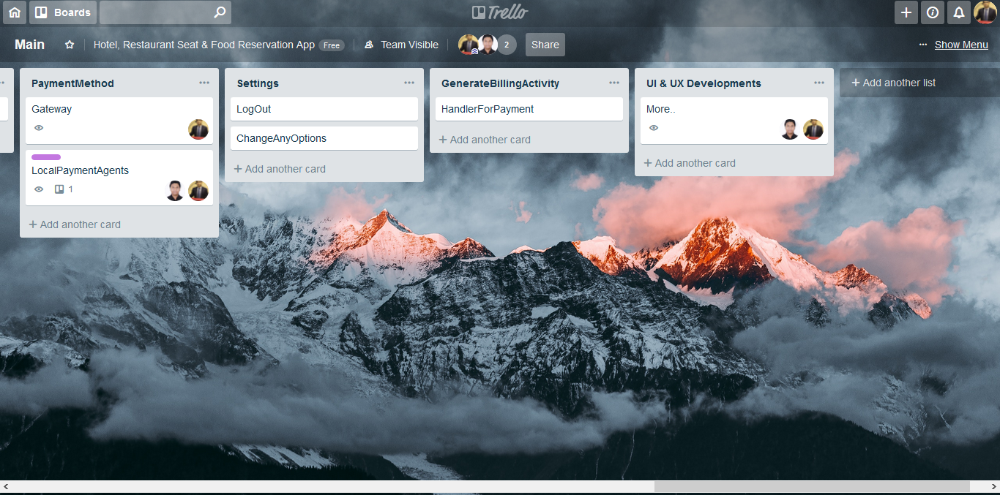 Boards
Trello
Main
Hotel, Restaurant Seat & Food Reservation App Free
Team Visible
2
Share
... Show Menu
PaymentMethod ...
Gateway
LocalPaymentAgents
1
+ Add another card
Settings ...
LogOut
ChangeAnyOptions
+ Add another card
GenerateBillingActivity ...
HandlerForPayment
+ Add another card
UI & UX Developments ...
More..
+ Add another card
+ Add another list